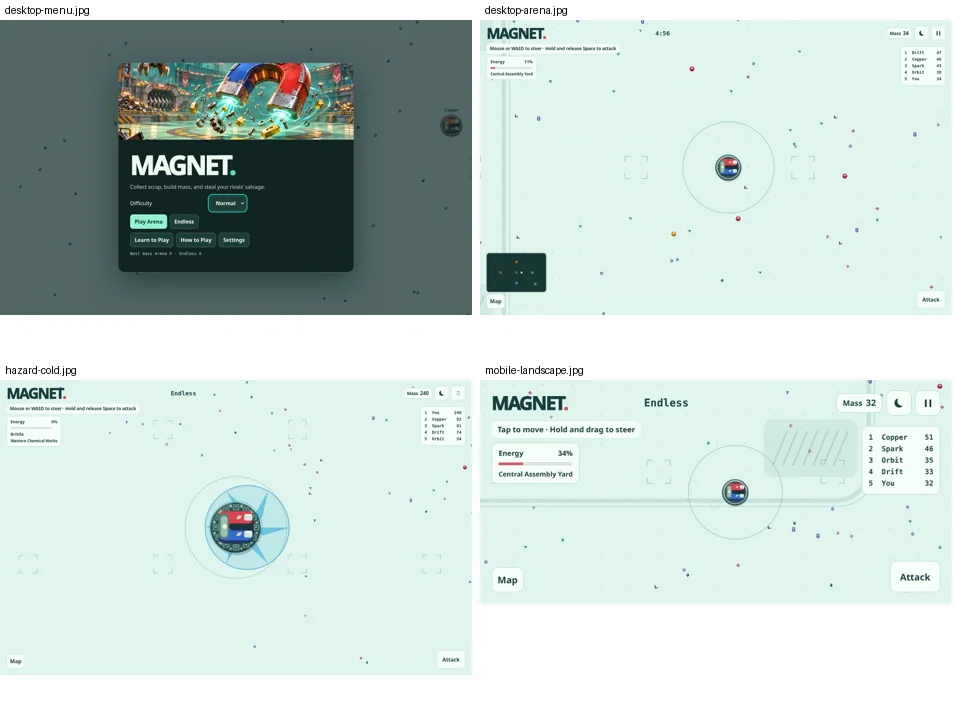 desktop-menu.jpg
MAGNET.
Collect scrap, build mass, and steal your rivals' salvage.
Difficulty
Normal
Play Arena
Endless
Learn to Play
How to Play
Settings
Best mass Arena 0 · Endless 0
Copper
desktop-arena.jpg
MAGNET.
4:56
Mass 34
Mouse or WASD to steer · Hold and release Space to attack
Energy 11%
Central Assembly Yard
1 Drift 47
2 Copper 46
3 Spark 43
4 Orbit 38
5 You 34
Map
Attack
hazard-cold.jpg
MAGNET.
Endless
Mass 240
Mouse or WASD to steer · Hold and release Space to attack
Energy 0%
Brittle
Western Chemical Works
1 You 240
2 Copper 92
3 Spark 81
4 Drift 74
5 Orbit 54
Map
Attack
mobile-landscape.jpg
MAGNET.
Endless
Mass 32
Tap to move · Hold and drag to steer
Energy 34%
Central Assembly Yard
1 Copper 51
2 Spark 46
3 Orbit 35
4 Drift 33
5 You 32
Map
Attack